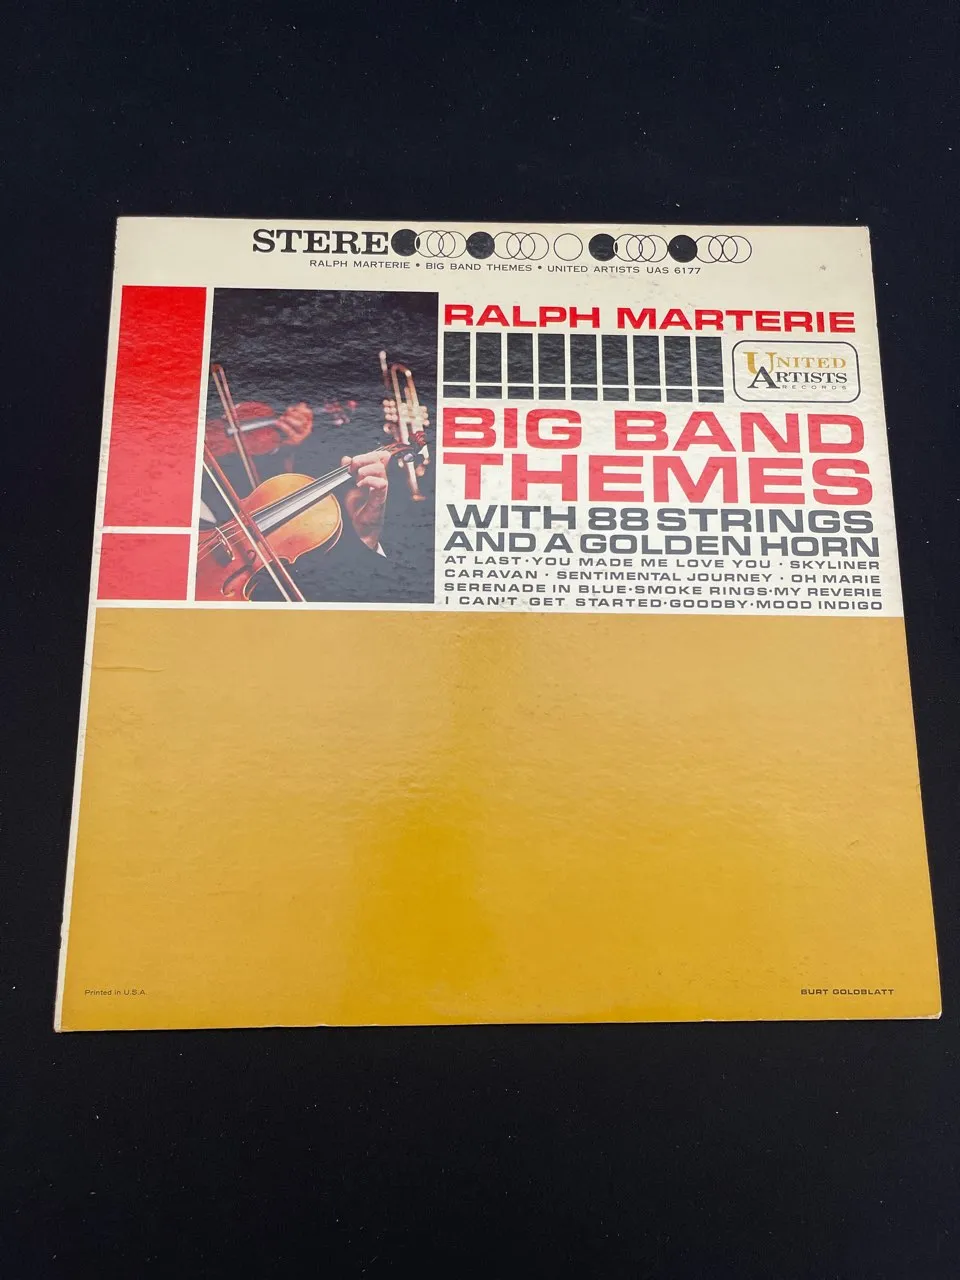 STEREO
RALPH MARTERIE • BIG BAND THEMES • UNITED ARTISTS UAS 6177
RALPH MARTERIE
UNITED
ARTISTS
RECORDS
BIG BAND
THEMES
WITH 88 STRINGS
AND A GOLDEN HORN
AT LAST · YOU MADE ME LOVE YOU · SKYLINER
CARAVAN · SENTIMENTAL JOURNEY · OH MARIE
SERENADE IN BLUE · SMOKE RINGS · MY REVERIE
I CAN'T GET STARTED · GOODBY · MOOD INDIGO
Printed in U.S.A.
BURT GOLDBLATT